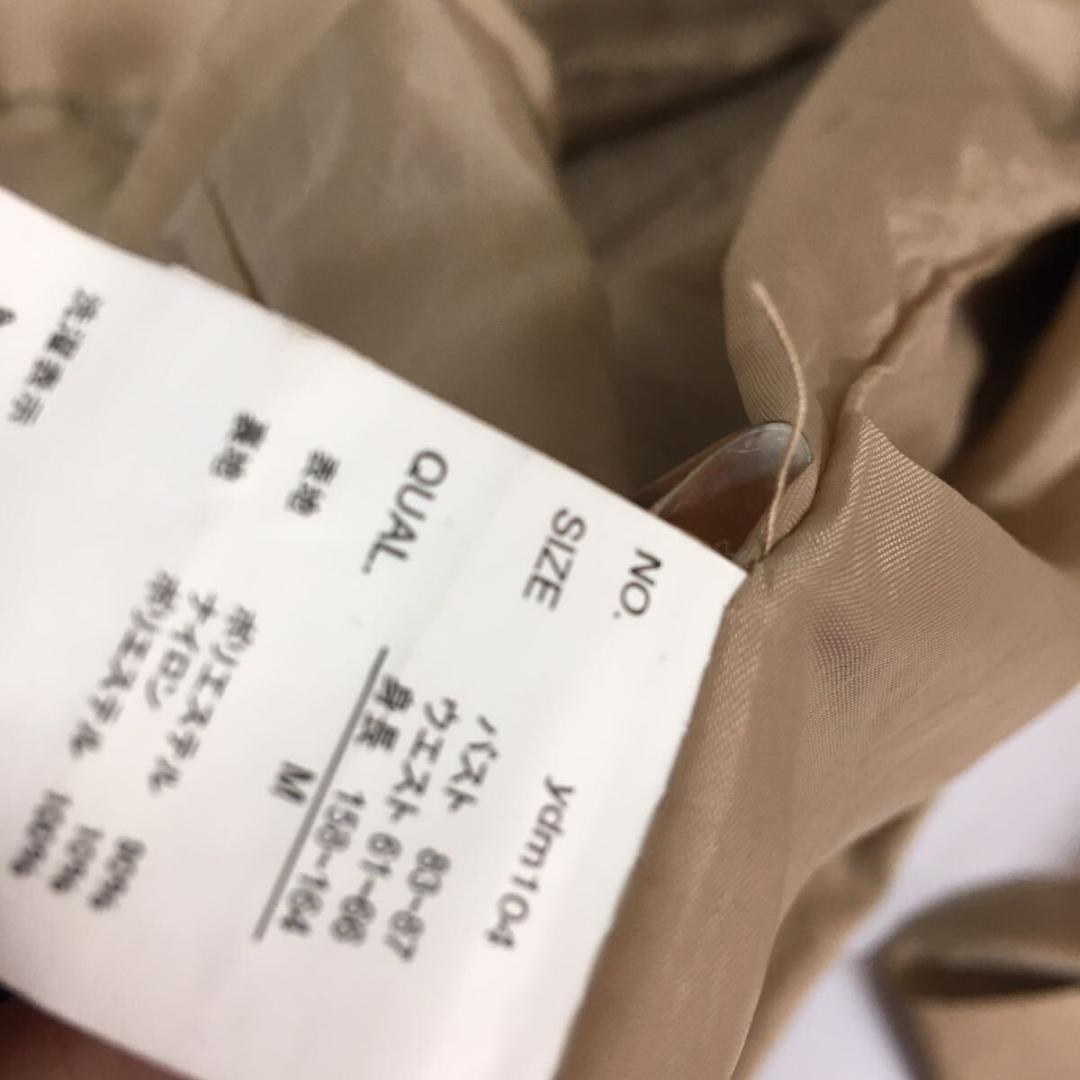 NO. ydm104
SIZE バスト 83-87
ウエスト 61-66
身長 158-164
M
QUAL.
表地 ポリエステル 90%
ナイロン 10%
裏地 ポリエステル 100%
洗濯表示